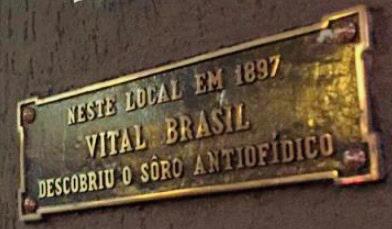 NESTE LOCAL EM 1897
VITAL BRASIL
DESCOBRIU O SÔRO ANTIOFÍDICO